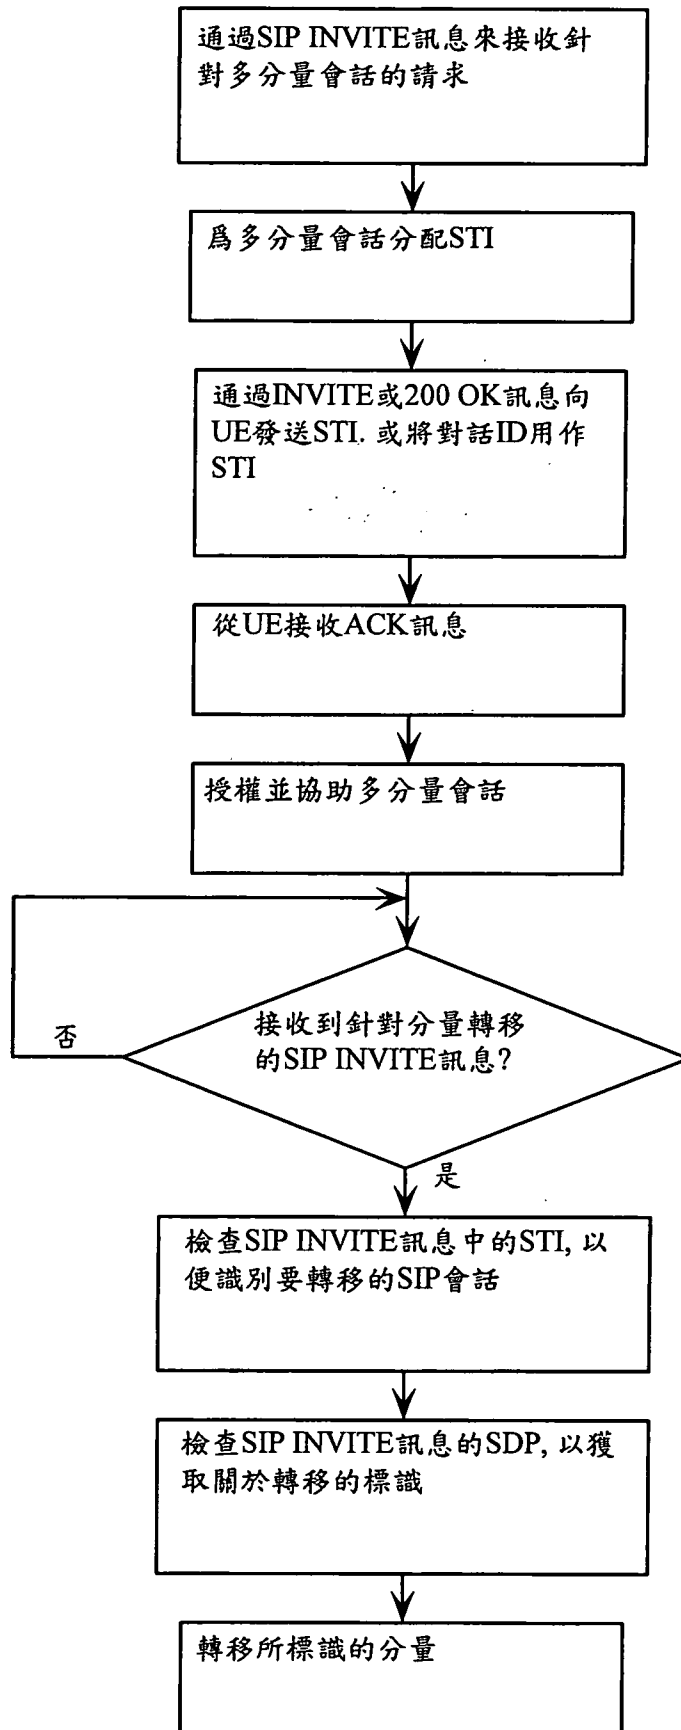 通過SIP INVITE訊息來接收針
對多分量會話的請求
爲多分量會話分配STI
通過INVITE或200 OK訊息向
UE發送STI. 或將對話ID用作
STI
從UE接收ACK訊息
授權並協助多分量會話
接收到針對分量轉移
的SIP INVITE訊息?
否
是
檢查SIP INVITE訊息中的STI, 以
便識別要轉移的SIP會話
檢查SIP INVITE訊息的SDP, 以獲
取關於轉移的標識
轉移所標識的分量